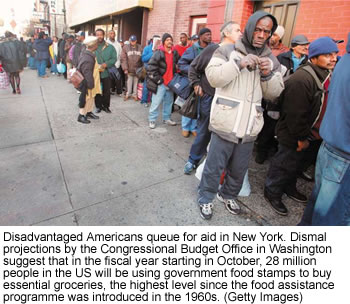 Disadvantaged Americans queue for aid in New York. Dismal
projections by the Congressional Budget Office in Washington
suggest that in the fiscal year starting in October, 28 million
people in the US will be using government food stamps to buy
essential groceries, the highest level since the food assistance
programme was introduced in the 1960s. (Getty Images)